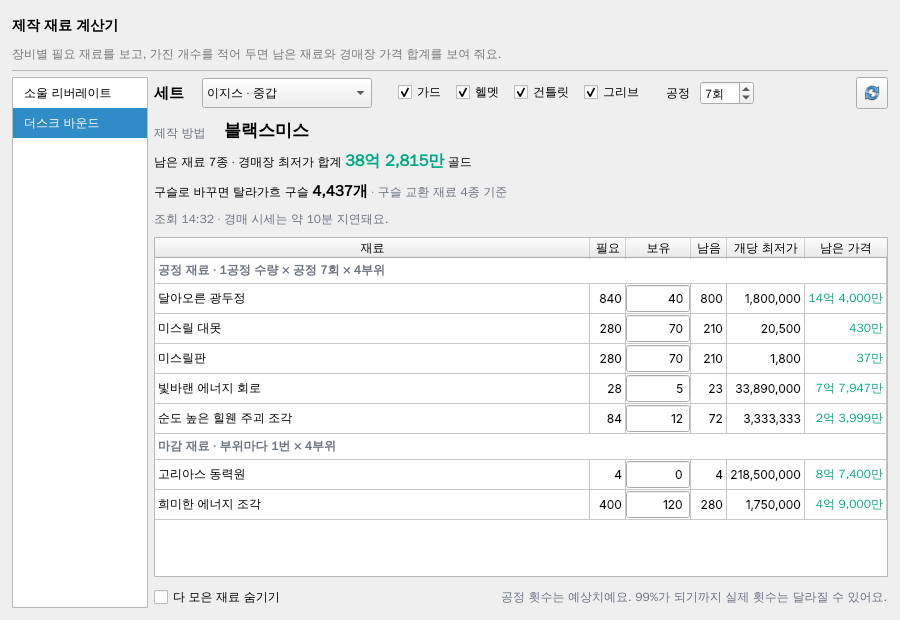 제작 재료 계산기
장비별 필요 재료를 보고, 가진 개수를 적어 두면 남은 재료와 경매장 가격 합계를 보여 줘요.
소울 리버레이트
더스크 바운드
세트 이지스 · 중갑 가드 헬멧 건틀릿 그리브 공정 7회
제작 방법 블랙스미스
남은 재료 7종 · 경매장 최저가 합계 38억 2,815만 골드
구슬로 바꾸면 탈라가흐 구슬 4,437개 · 구슬 교환 재료 4종 기준
조회 14:32 · 경매 시세는 약 10분 지연돼요.
재료 필요 보유 남음 개당 최저가 남은 가격
공정 재료 · 1공정 수량 × 공정 7회 × 4부위
달아오른 광두정 840 40 800 1,800,000 14억 4,000만
미스릴 대못 280 70 210 20,500 430만
미스릴판 280 70 210 1,800 37만
빛바랜 에너지 회로 28 5 23 33,890,000 7억 7,947만
순도 높은 힐웬 주괴 조각 84 12 72 3,333,333 2억 3,999만
마감 재료 · 부위마다 1번 × 4부위
고리아스 동력원 4 0 4 218,500,000 8억 7,400만
희미한 에너지 조각 400 120 280 1,750,000 4억 9,000만
다 모은 재료 숨기기
공정 횟수는 예상치예요. 99%가 되기까지 실제 횟수는 달라질 수 있어요.